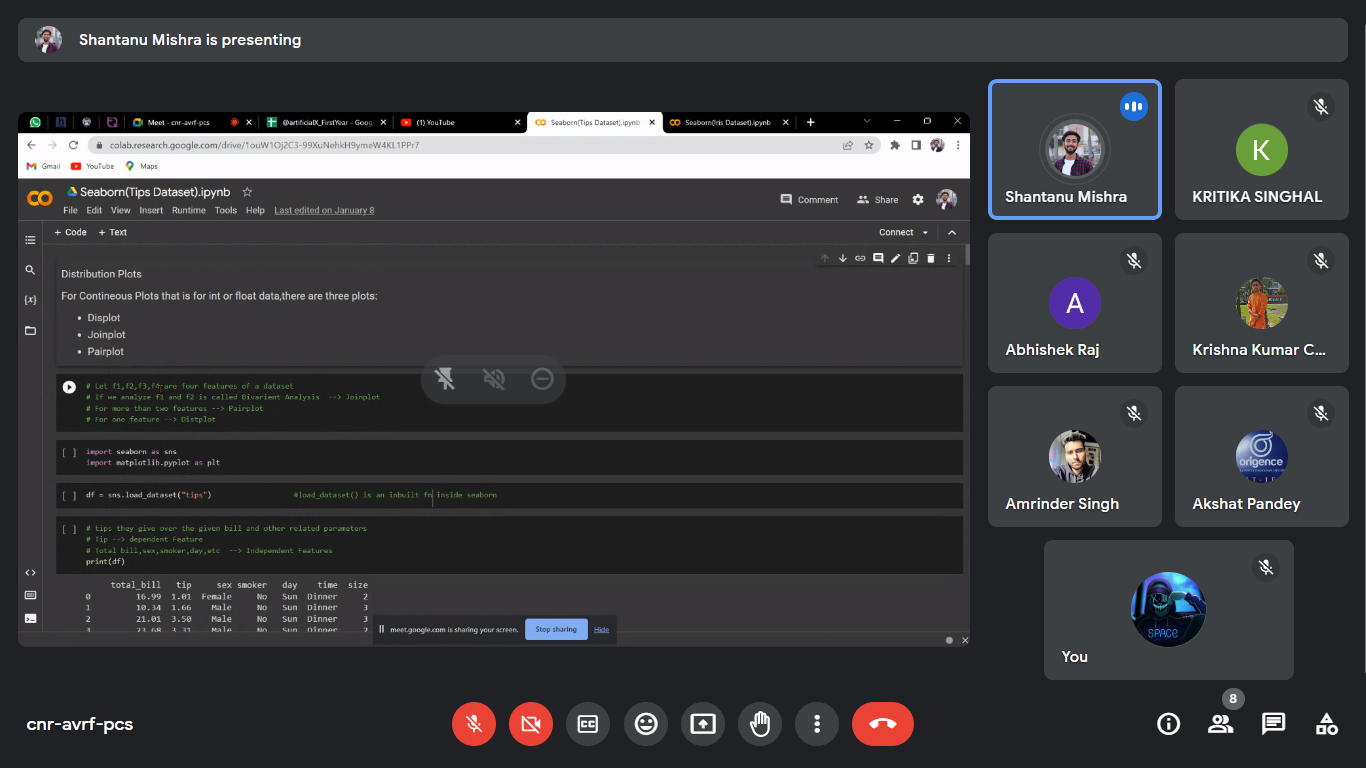 Shantanu Mishra is presenting
Meet - cnr-avrf-pcs
@artificialX_FirstYear - Googl
(1) YouTube
Seaborn(Tips Dataset).ipynb
Seaborn(Iris Dataset).ipynb -
colab.research.google.com/drive/1ouW1Oj2C3-99XuNehkH9ymeW4KL1PPr7
Gmail
YouTube
Maps
Seaborn(Tips Dataset).ipynb
File Edit View Insert Runtime Tools Help Last edited on January 8
Comment
Share
+ Code + Text
Connect
Distribution Plots
For Contineous Plots that is for int or float data,there are three plots:
• Displot
• Joinplot
• Pairplot
# Let f1,f2,f3,f4 are four features of a dataset
# If we analyze f1 and f2 is called Bivarient Analysis --> Joinplot
# For more than two features --> Pairplot
# For one feature --> Distplot
[ ] import seaborn as sns
import matplotlib.pyplot as plt
[ ] df = sns.load_dataset("tips") #load_dataset() is an inbuilt fn inside seaborn
[ ] # tips they give over the given bill and other related parameters
# Tip --> dependent Feature
# Total bill,sex,smoker,day,etc --> Independent Features
print(df)
total_bill tip sex smoker day time size
0 16.99 1.01 Female No Sun Dinner 2
1 10.34 1.66 Male No Sun Dinner 3
2 21.01 3.50 Male No Sun Dinner 3
3 23.68 3.31 Male No Sun Dinner 2
meet.google.com is sharing your screen.
Stop sharing
Hide
Shantanu Mishra
K
KRITIKA SINGHAL
A
Abhishek Raj
Krishna Kumar C...
Amrinder Singh
origence
Akshat Pandey
SPACE
You
cnr-avrf-pcs
8